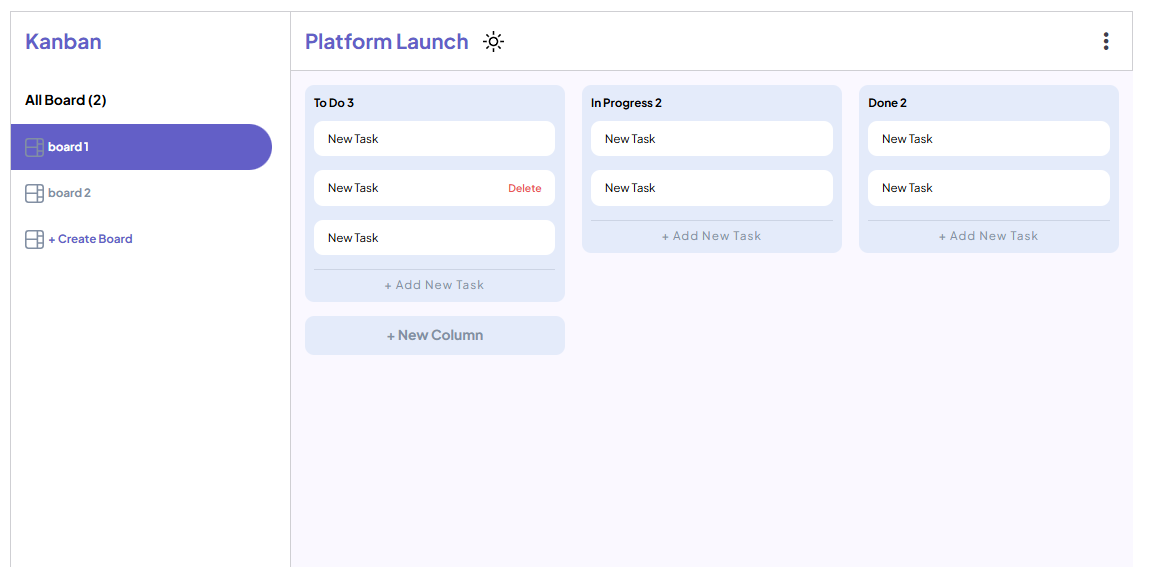 Kanban
All Board (2)
board 1
board 2
+ Create Board
Platform Launch
To Do 3
New Task
New Task Delete
New Task
+ Add New Task
+ New Column
In Progress 2
New Task
New Task
+ Add New Task
Done 2
New Task
New Task
+ Add New Task